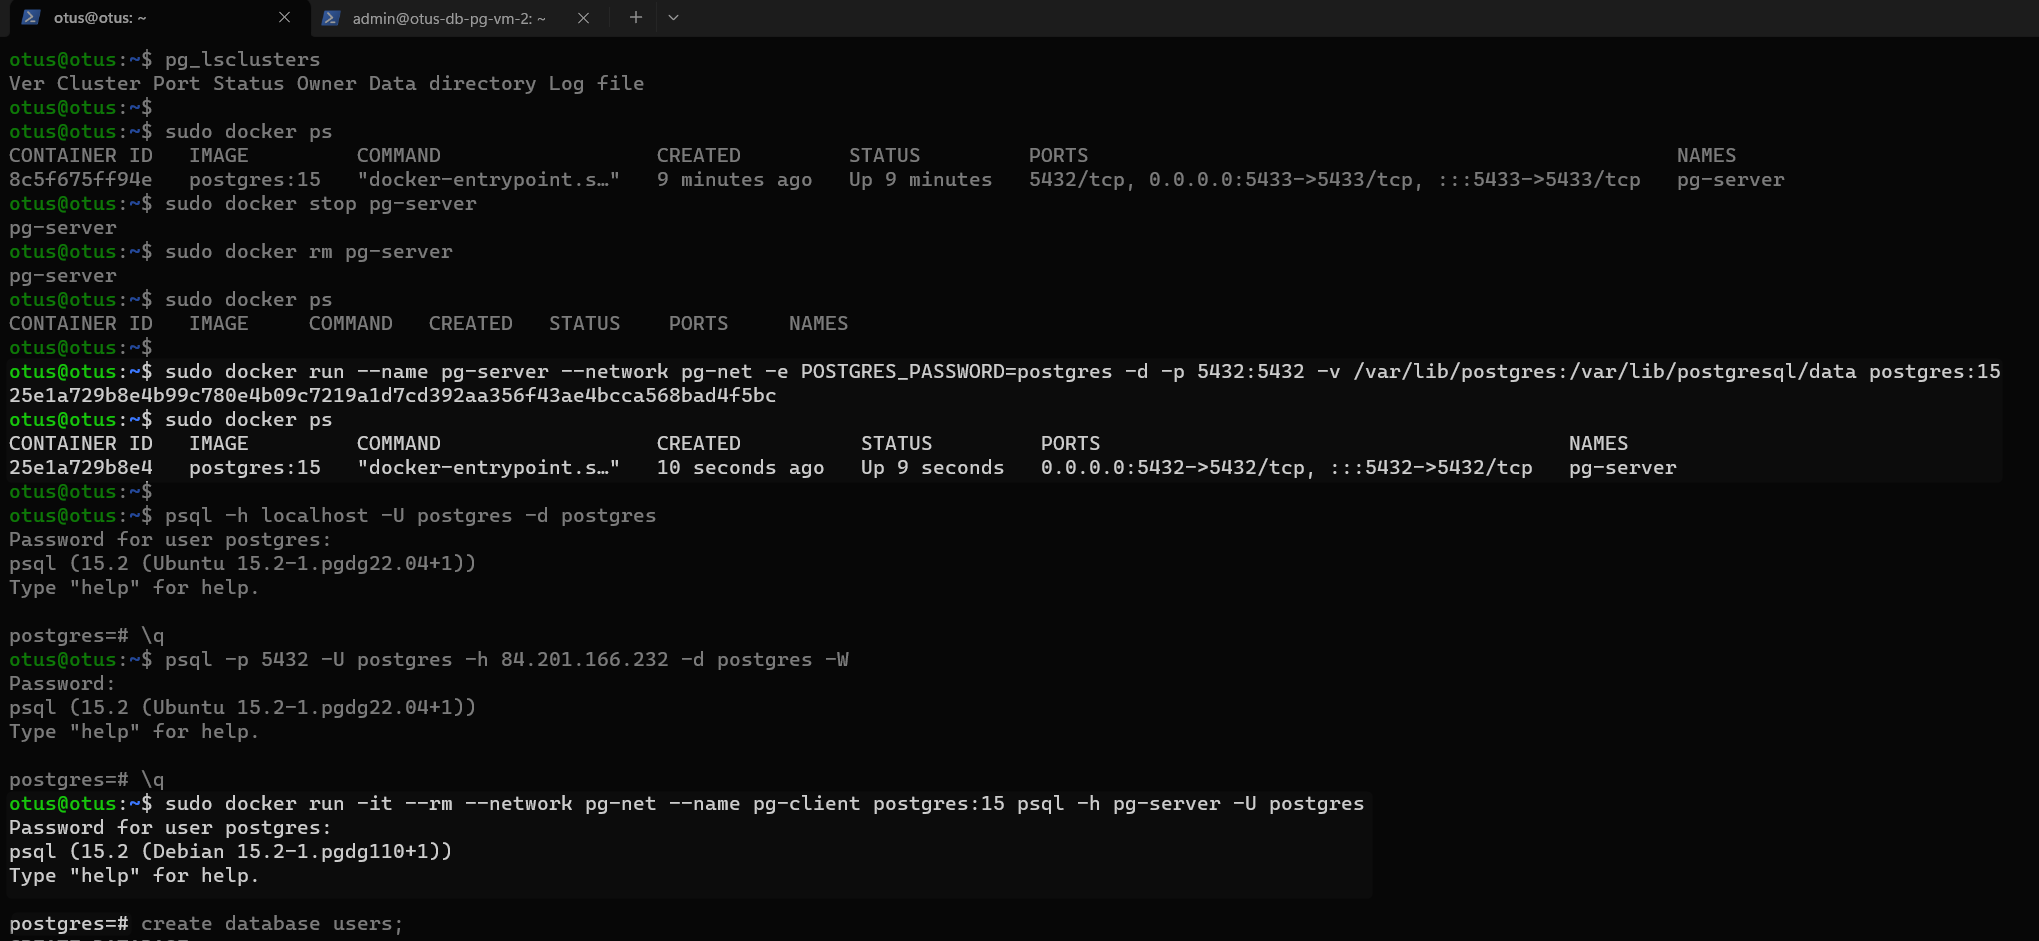 otus@otus: ~
admin@otus-db-pg-vm-2: ~
otus@otus:~$ pg_lsclusters
Ver Cluster Port Status Owner Data directory Log file
otus@otus:~$
otus@otus:~$ sudo docker ps
CONTAINER ID   IMAGE         COMMAND                  CREATED         STATUS         PORTS                                                 NAMES
8c5f675ff94e   postgres:15   "docker-entrypoint.s…"   9 minutes ago   Up 9 minutes   5432/tcp, 0.0.0.0:5433->5433/tcp, :::5433->5433/tcp   pg-server
otus@otus:~$ sudo docker stop pg-server
pg-server
otus@otus:~$ sudo docker rm pg-server
pg-server
otus@otus:~$ sudo docker ps
CONTAINER ID   IMAGE     COMMAND   CREATED   STATUS    PORTS     NAMES
otus@otus:~$
otus@otus:~$ sudo docker run --name pg-server --network pg-net -e POSTGRES_PASSWORD=postgres -d -p 5432:5432 -v /var/lib/postgres:/var/lib/postgresql/data postgres:15
25e1a729b8e4b99c780e4b09c7219a1d7cd392aa356f43ae4bcca568bad4f5bc
otus@otus:~$ sudo docker ps
CONTAINER ID   IMAGE         COMMAND                  CREATED          STATUS         PORTS                                       NAMES
25e1a729b8e4   postgres:15   "docker-entrypoint.s…"   10 seconds ago   Up 9 seconds   0.0.0.0:5432->5432/tcp, :::5432->5432/tcp   pg-server
otus@otus:~$
otus@otus:~$ psql -h localhost -U postgres -d postgres
Password for user postgres:
psql (15.2 (Ubuntu 15.2-1.pgdg22.04+1))
Type "help" for help.
postgres=# \q
otus@otus:~$ psql -p 5432 -U postgres -h 84.201.166.232 -d postgres -W
Password:
psql (15.2 (Ubuntu 15.2-1.pgdg22.04+1))
Type "help" for help.
postgres=# \q
otus@otus:~$ sudo docker run -it --rm --network pg-net --name pg-client postgres:15 psql -h pg-server -U postgres
Password for user postgres:
psql (15.2 (Debian 15.2-1.pgdg110+1))
Type "help" for help.
postgres=# create database users;
CREATE DATABASE